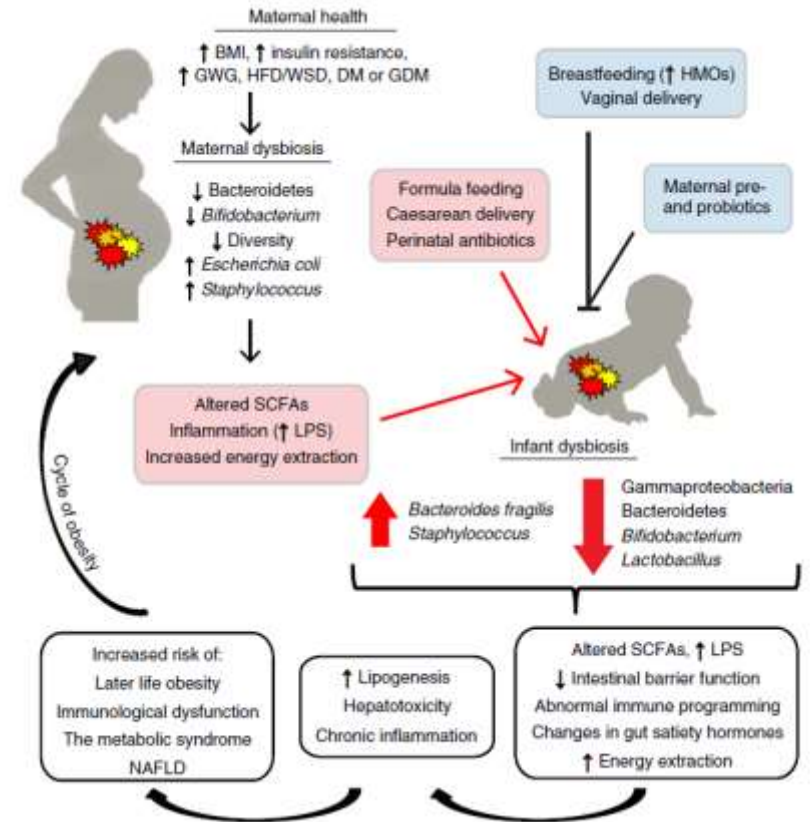 Maternal health
↑ BMI, ↑ insulin resistance,
↑ GWG, HFD/WSD, DM or GDM
Maternal dysbiosis
↓ Bacteroidetes
↓ Bifidobacterium
↓ Diversity
↑ Escherichia coli
↑ Staphylococcus
Breastfeeding (↑ HMOs)
Vaginal delivery
Maternal pre-
and probiotics
Formula feeding
Caesarean delivery
Perinatal antibiotics
Altered SCFAs
Inflammation (↑ LPS)
Increased energy extraction
Infant dysbiosis
Bacteroides fragilis
Staphylococcus
Gammaproteobacteria
Bacteroidetes
Bifidobacterium
Lactobacillus
Altered SCFAs, ↑ LPS
↓ Intestinal barrier function
Abnormal immune programming
Changes in gut satiety hormones
↑ Energy extraction
↑ Lipogenesis
Hepatotoxicity
Chronic inflammation
Increased risk of:
Later life obesity
Immunological dysfunction
The metabolic syndrome
NAFLD
Cycle of obesity